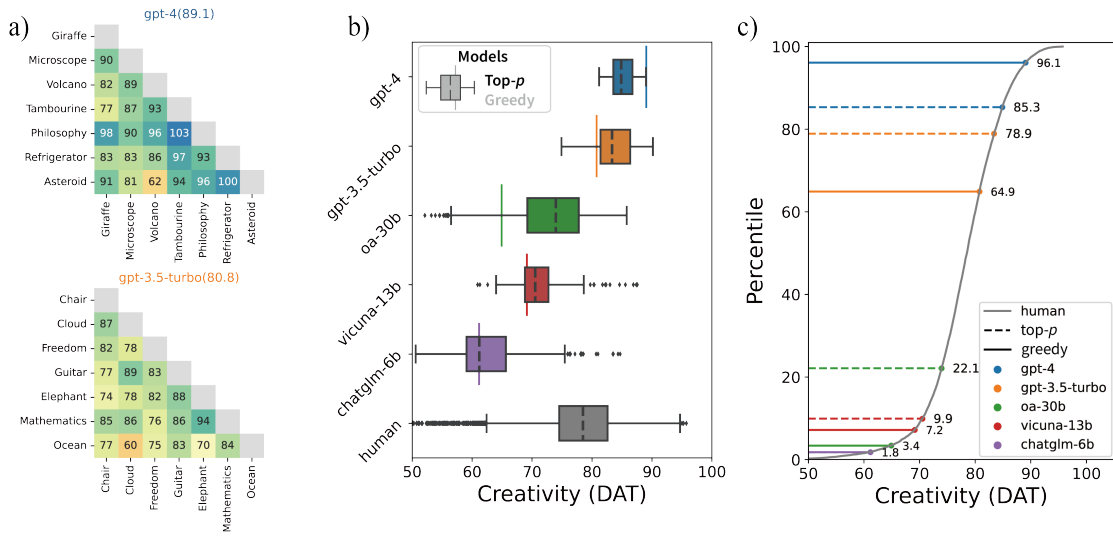 a)
gpt-4(89.1)
Giraffe
Microscope 90
Volcano 82 89
Tambourine 77 87 93
Philosophy 98 90 96 103
Refrigerator 83 83 86 97 93
Asteroid 91 81 62 94 96 100
Giraffe Microscope Volcano Tambourine Philosophy Refrigerator Asteroid
gpt-3.5-turbo(80.8)
Chair
Cloud 87
Freedom 82 78
Guitar 77 89 83
Elephant 74 78 82 88
Mathematics 85 86 76 86 94
Ocean 77 60 75 83 70 84
Chair Cloud Freedom Guitar Elephant Mathematics Ocean
b)
Models
Top-p
Greedy
gpt-4
gpt-3.5-turbo
oa-30b
vicuna-13b
chatglm-6b
human
50 60 70 80 90 100
Creativity (DAT)
c)
Percentile
100
80
60
40
20
0
96.1
85.3
78.9
64.9
22.1
9.9
7.2
3.4
1.8
human
top-p
greedy
gpt-4
gpt-3.5-turbo
oa-30b
vicuna-13b
chatglm-6b
50 60 70 80 90 100
Creativity (DAT)